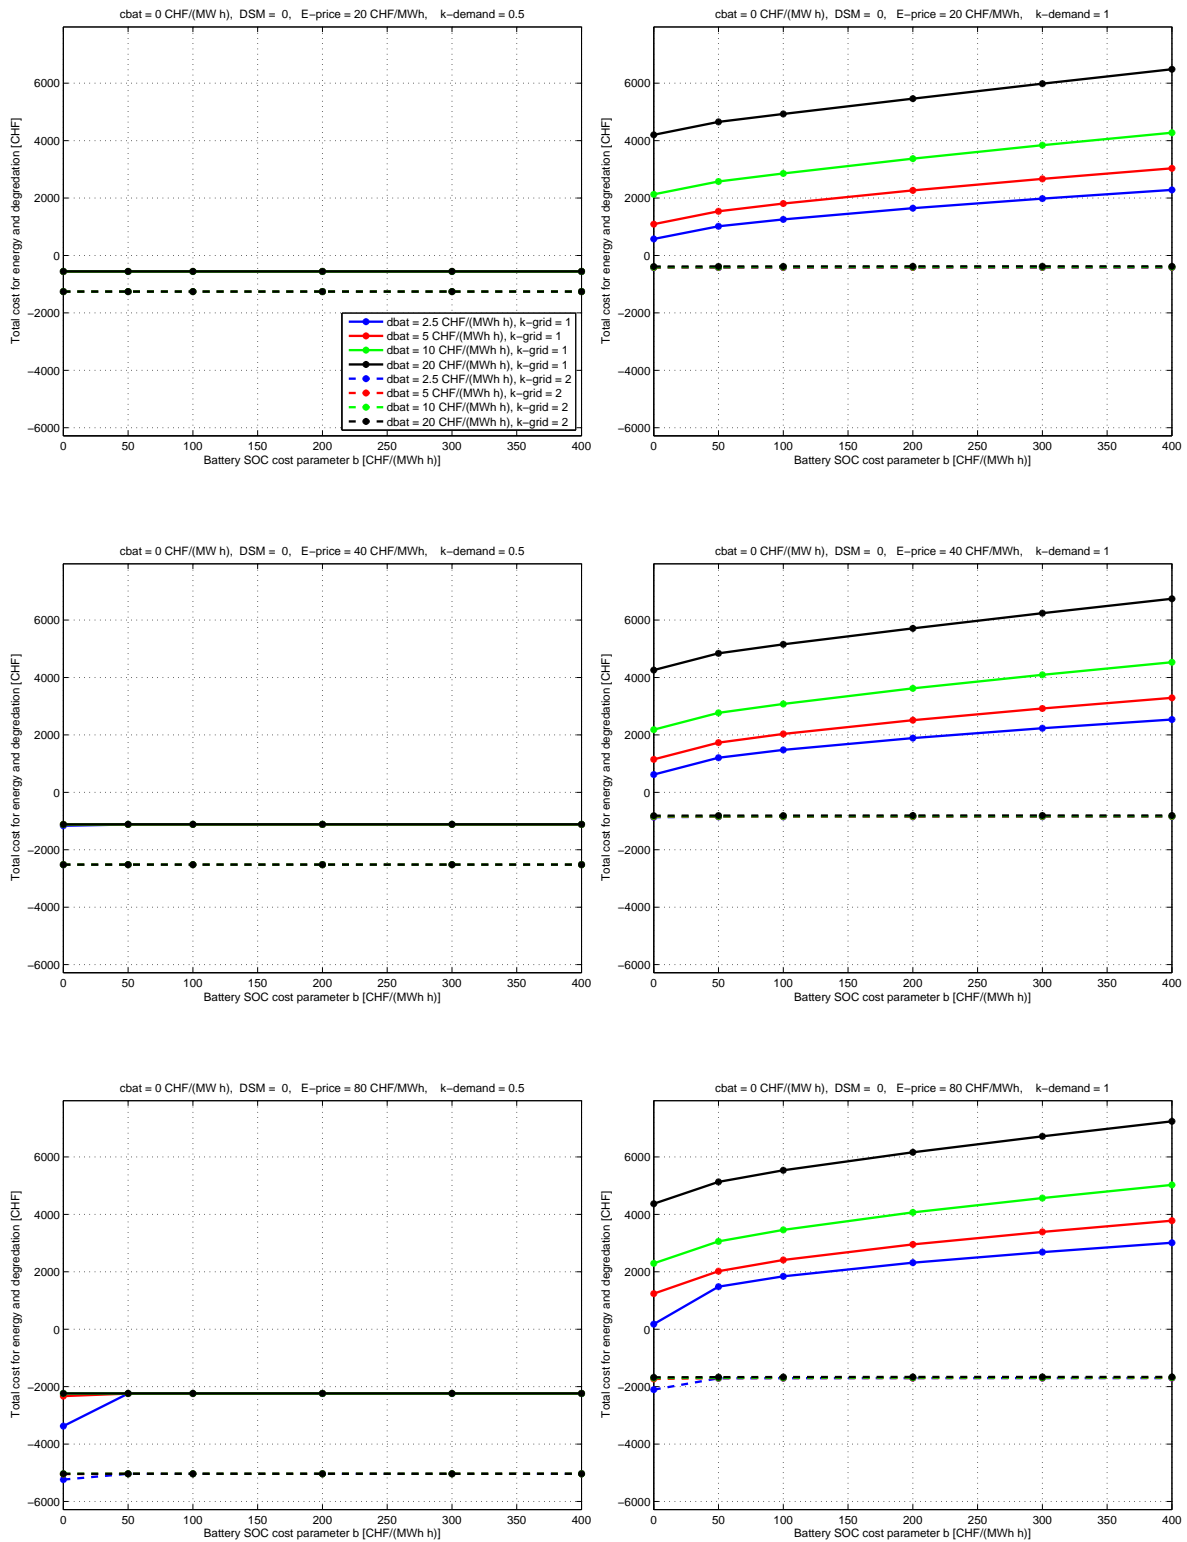 cbat = 0 CHF/(MW h),  DSM =  0,   E−price = 20 CHF/MWh,    k−demand = 0.5
Total cost for energy and degredation [CHF]
6000
4000
2000
0
−2000
−4000
−6000
dbat = 2.5 CHF/(MWh h), k−grid = 1
dbat = 5 CHF/(MWh h), k−grid = 1
dbat = 10 CHF/(MWh h), k−grid = 1
dbat = 20 CHF/(MWh h), k−grid = 1
dbat = 2.5 CHF/(MWh h), k−grid = 2
dbat = 5 CHF/(MWh h), k−grid = 2
dbat = 10 CHF/(MWh h), k−grid = 2
dbat = 20 CHF/(MWh h), k−grid = 2
0 50 100 150 200 250 300 350 400
Battery SOC cost parameter b [CHF/(MWh h)]
cbat = 0 CHF/(MW h),  DSM =  0,   E−price = 20 CHF/MWh,    k−demand = 1
Total cost for energy and degredation [CHF]
6000
4000
2000
0
−2000
−4000
−6000
0 50 100 150 200 250 300 350 400
Battery SOC cost parameter b [CHF/(MWh h)]
cbat = 0 CHF/(MW h),  DSM =  0,   E−price = 40 CHF/MWh,    k−demand = 0.5
Total cost for energy and degredation [CHF]
6000
4000
2000
0
−2000
−4000
−6000
0 50 100 150 200 250 300 350 400
Battery SOC cost parameter b [CHF/(MWh h)]
cbat = 0 CHF/(MW h),  DSM =  0,   E−price = 40 CHF/MWh,    k−demand = 1
Total cost for energy and degredation [CHF]
6000
4000
2000
0
−2000
−4000
−6000
0 50 100 150 200 250 300 350 400
Battery SOC cost parameter b [CHF/(MWh h)]
cbat = 0 CHF/(MW h),  DSM =  0,   E−price = 80 CHF/MWh,    k−demand = 0.5
Total cost for energy and degredation [CHF]
6000
4000
2000
0
−2000
−4000
−6000
0 50 100 150 200 250 300 350 400
Battery SOC cost parameter b [CHF/(MWh h)]
cbat = 0 CHF/(MW h),  DSM =  0,   E−price = 80 CHF/MWh,    k−demand = 1
Total cost for energy and degredation [CHF]
6000
4000
2000
0
−2000
−4000
−6000
0 50 100 150 200 250 300 350 400
Battery SOC cost parameter b [CHF/(MWh h)]